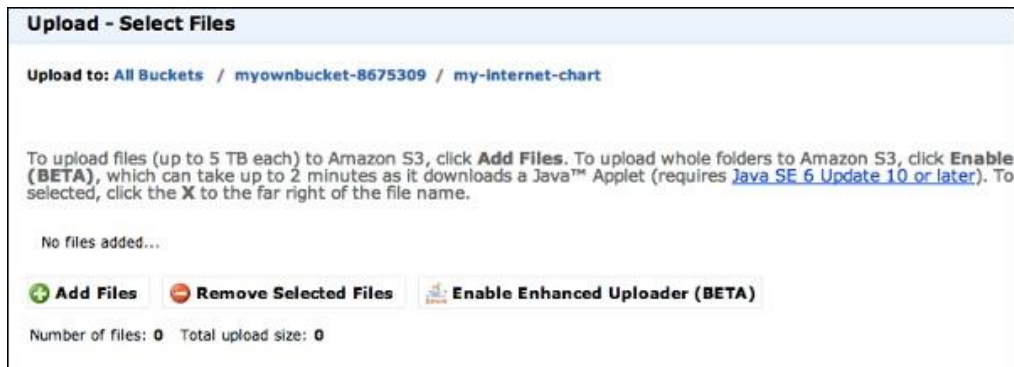 Upload - Select Files
Upload to: All Buckets / myownbucket-8675309 / my-internet-chart
To upload files (up to 5 TB each) to Amazon S3, click Add Files. To upload whole folders to Amazon S3, click Enable
(BETA), which can take up to 2 minutes as it downloads a Java™ Applet (requires Java SE 6 Update 10 or later). To
selected, click the X to the far right of the file name.
No files added...
Add Files Remove Selected Files Enable Enhanced Uploader (BETA)
Number of files: 0 Total upload size: 0